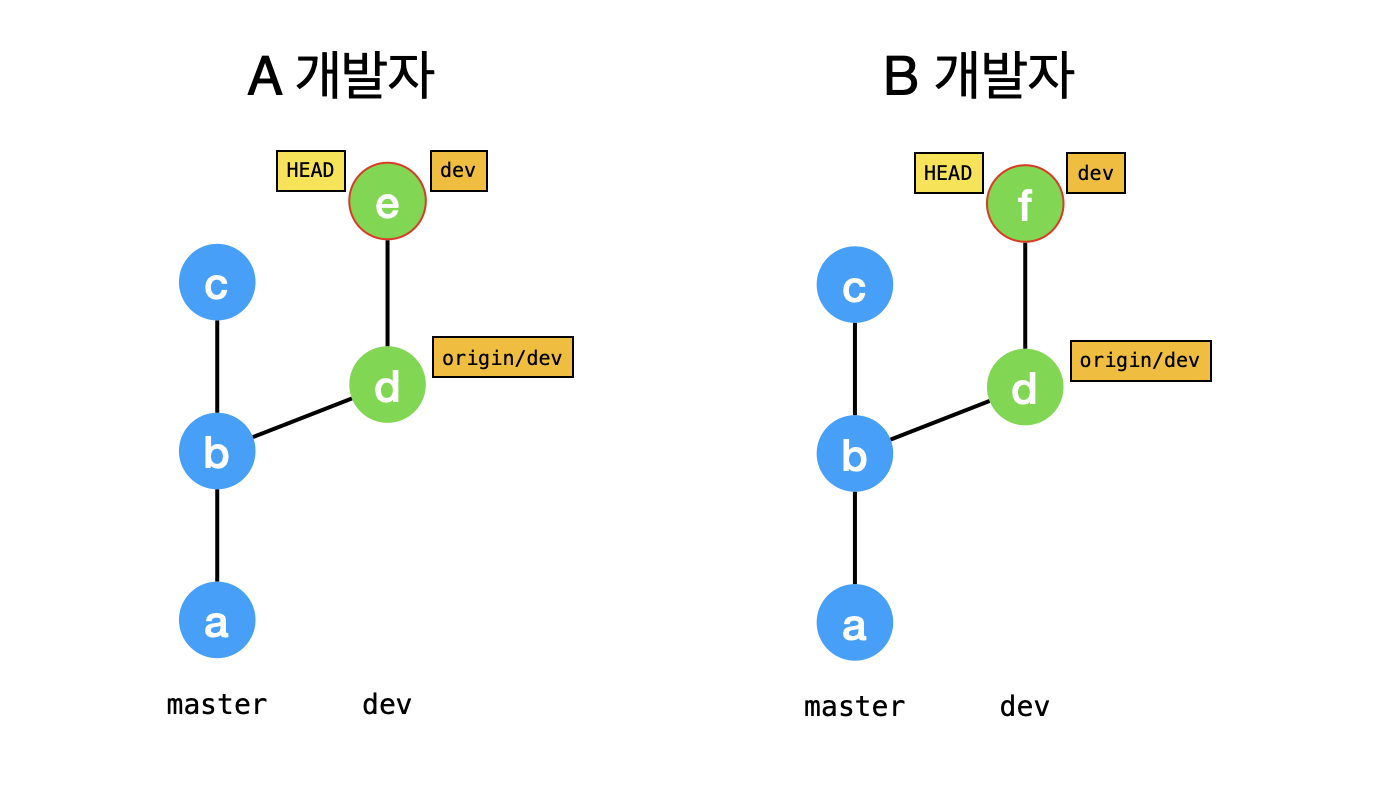 A 개발자
HEAD
e
dev
c
d
origin/dev
b
a
master
dev
B 개발자
HEAD
f
dev
c
d
origin/dev
b
a
master
dev